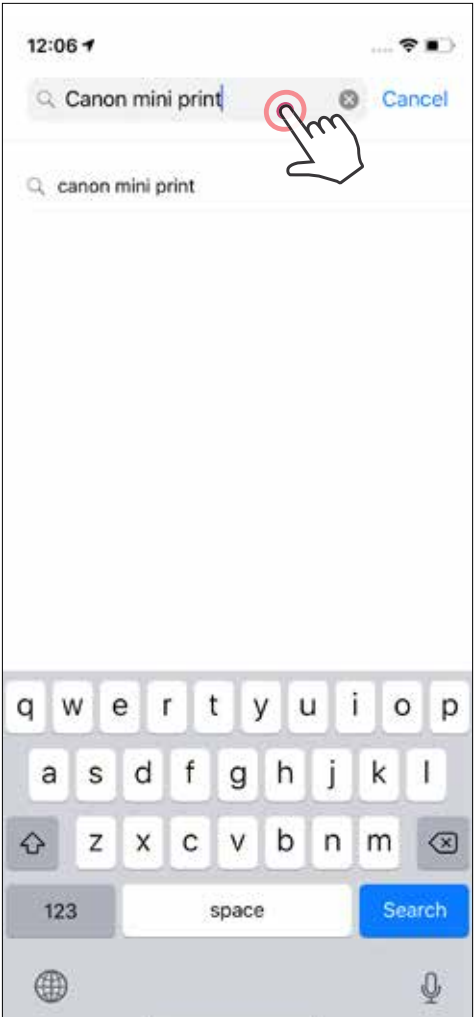 12:06
Canon mini print
Cancel
canon mini print
q w e r t y u i o p
a s d f g h j k l
z x c v b n m
123 space Search